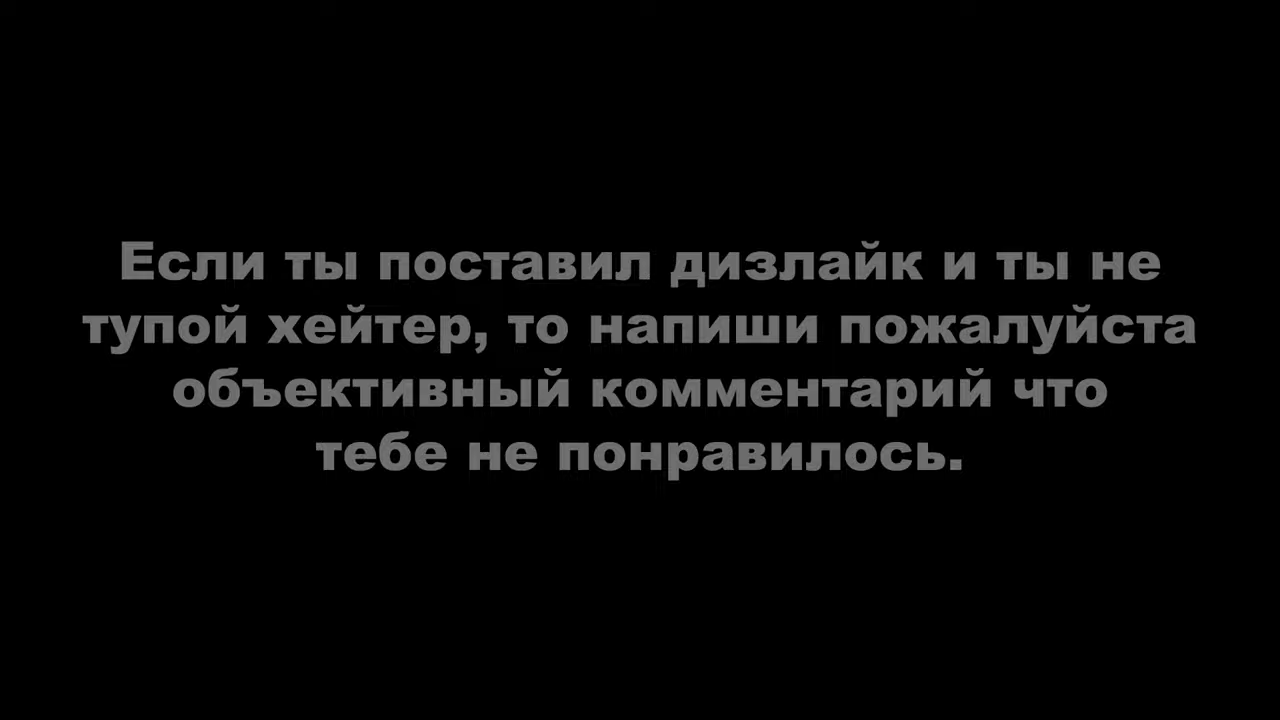 Если ты поставил дизлайк и ты не
тупой хейтер, то напиши пожалуйста
объективный комментарий что
тебе не понравилось.